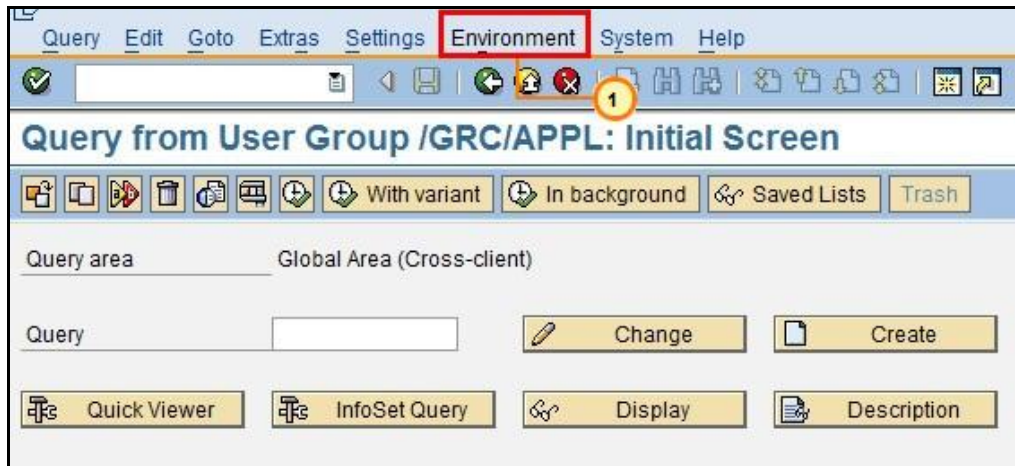 Query Edit Goto Extras Settings Environment System Help
1
Query from User Group /GRC/APPL: Initial Screen
With variant In background Saved Lists Trash
Query area Global Area (Cross-client)
Query Change Create
Quick Viewer InfoSet Query Display Description